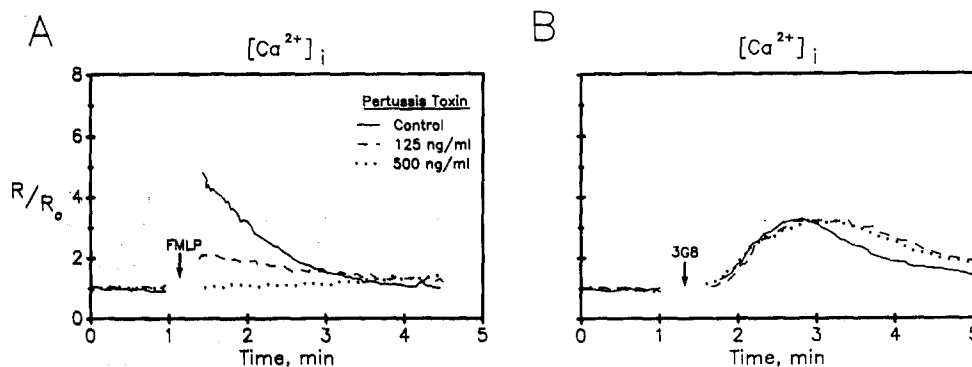 A
[Ca²⁺]ᵢ
8
6
4
2
0
R/R₀
Pertussis Toxin
Control
125 ng/ml
500 ng/ml
FMLP
0 1 2 3 4 5
Time, min
B
[Ca²⁺]ᵢ
3G8
0 1 2 3 4 5
Time, min